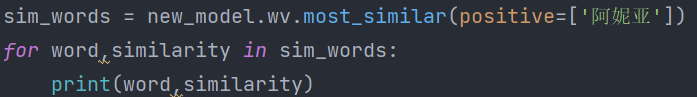 sim_words = new_model.wv.most_similar(positive=['阿妮亚'])
for word,similarity in sim_words:
    print(word,similarity)